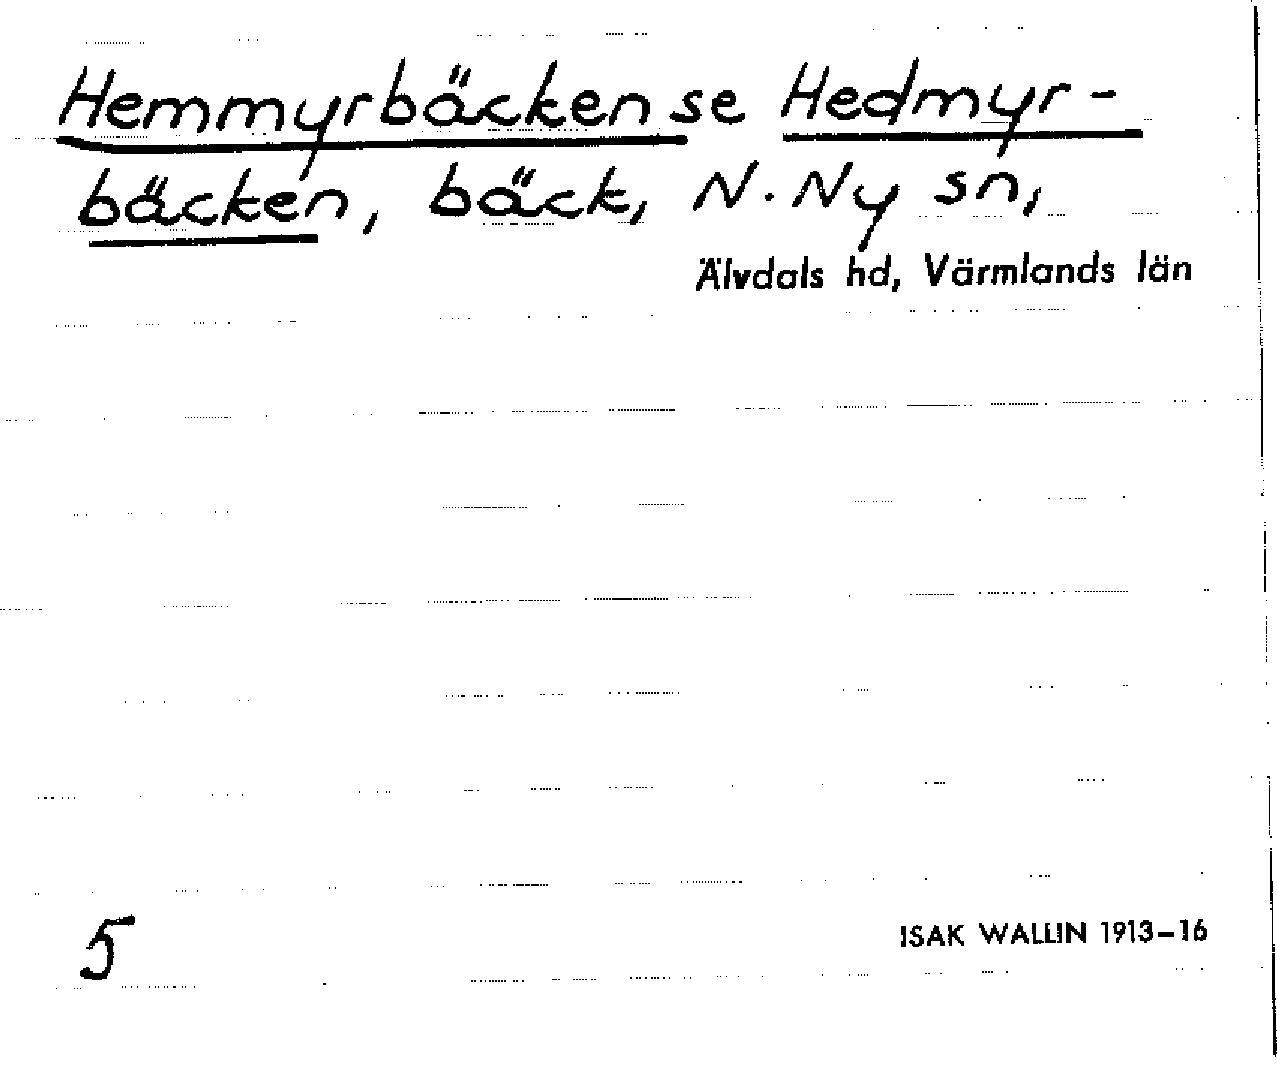 Hemmyrbäcken se Hedmyr-
bäcken, bäck, N. Ny sn,
Älvdals hd, Värmlands län
5
ISAK WALLIN 1913-16